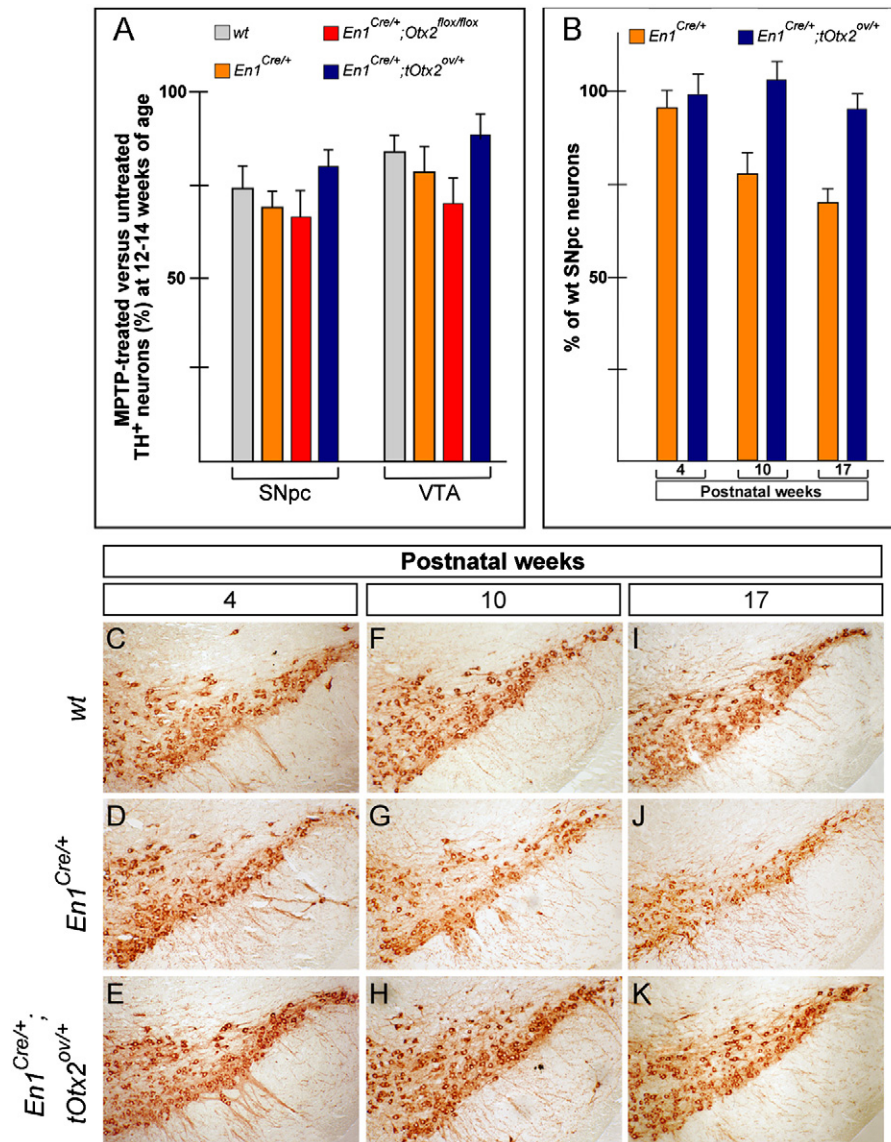 A
wt
En1Cre/+;Otx2flox/flox
En1Cre/+
En1Cre/+;tOtx2ov/+
MPTP-treated versus untreated
TH+ neurons (%) at 12-14 weeks of age
100
50
SNpc
VTA
B
En1Cre/+
En1Cre/+
;tOtx2ov/+
% of wt SNpc neurons
100
50
4
10
17
Postnatal weeks
Postnatal weeks
4
10
17
wt
C
F
I
En1Cre/+
D
G
J
En1Cre/+;
tOtx2ov/+
E
H
K